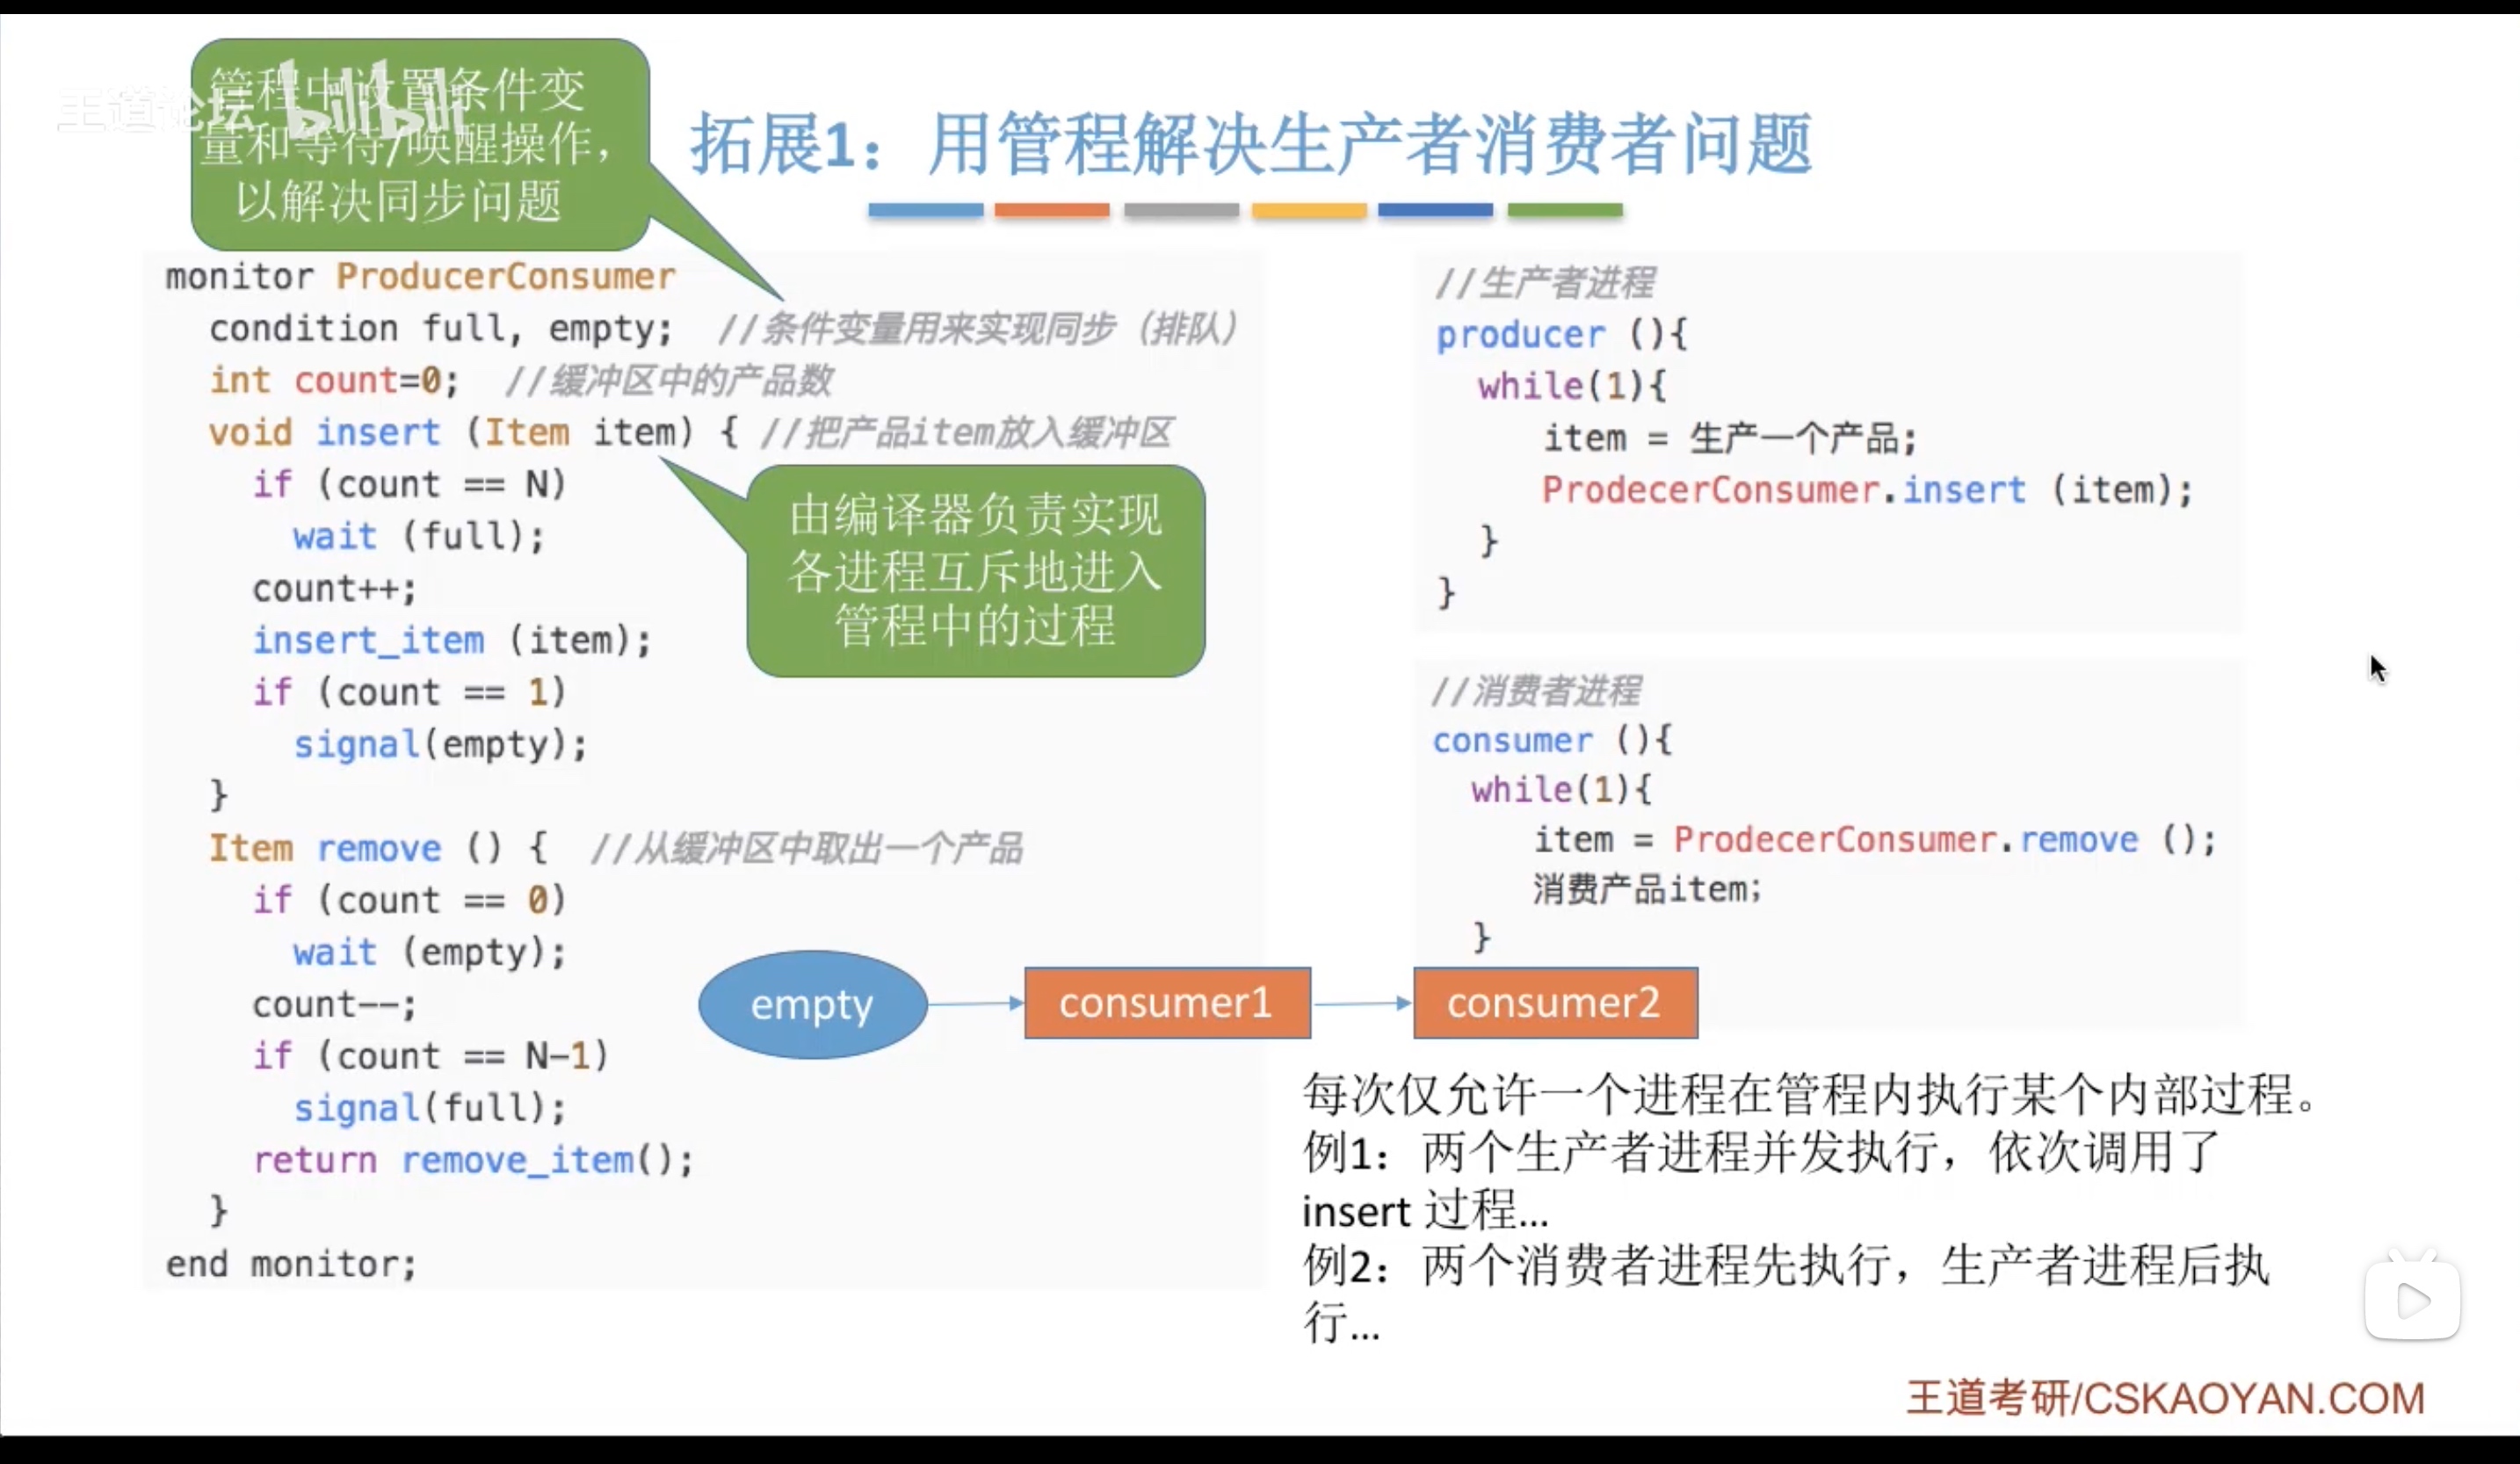 王道论坛 bilibili
管程中设置条件变
量和等待/唤醒操作，
以解决同步问题
拓展1：用管程解决生产者消费者问题
monitor ProducerConsumer
condition full, empty; //条件变量用来实现同步（排队）
int count=0; //缓冲区中的产品数
void insert (Item item) { //把产品item放入缓冲区
if (count == N)
wait (full);
count++;
insert_item (item);
if (count == 1)
signal(empty);
}
由编译器负责实现
各进程互斥地进入
管程中的过程
Item remove () { //从缓冲区中取出一个产品
if (count == 0)
wait (empty);
count--;
if (count == N-1)
signal(full);
return remove_item();
}
end monitor;
//生产者进程
producer (){
while(1){
item = 生产一个产品;
ProdecerConsumer.insert (item);
}
}
//消费者进程
consumer (){
while(1){
item = ProdecerConsumer.remove ();
消费产品item;
}
empty
consumer1
consumer2
每次仅允许一个进程在管程内执行某个内部过程。
例1：两个生产者进程并发执行，依次调用了
insert 过程…
例2：两个消费者进程先执行，生产者进程后执
行…
王道考研/CSKAOYAN.COM